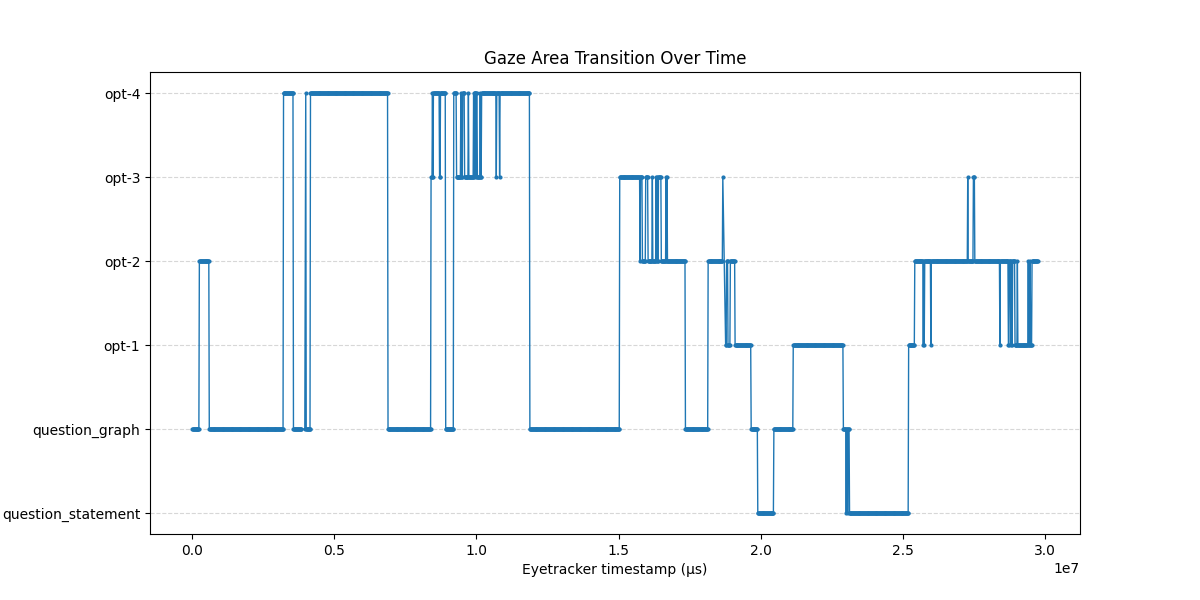 Gaze Area Transition Over Time
opt-4
opt-3
opt-2
opt-1
question_graph
question_statement
0.0 0.5 1.0 1.5 2.0 2.5 3.0
1e7
Eyetracker timestamp (µs)